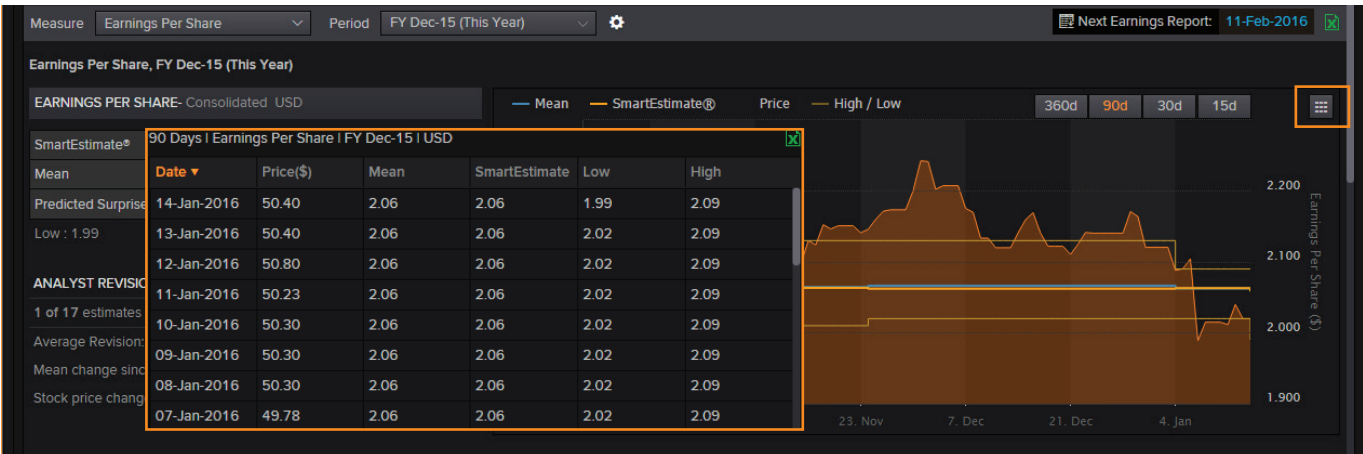 Measure Earnings Per Share Period FY Dec-15 (This Year) Next Earnings Report: 11-Feb-2016
Earnings Per Share, FY Dec-15 (This Year)
EARNINGS PER SHARE- Consolidated USD
Mean SmartEstimate® Price High / Low 360d 90d 30d 15d
SmartEstimate®
Mean
Predicted Surprise
Low : 1.99
ANALYST REVISIO
1 of 17 estimates
Average Revision:
Mean change sinc
Stock price chang
90 Days | Earnings Per Share | FY Dec-15 | USD
Date ▼ Price($) Mean SmartEstimate Low High
14-Jan-2016 50.40 2.06 2.06 1.99 2.09
13-Jan-2016 50.40 2.06 2.06 2.02 2.09
12-Jan-2016 50.80 2.06 2.06 2.02 2.09
11-Jan-2016 50.23 2.06 2.06 2.02 2.09
10-Jan-2016 50.30 2.06 2.06 2.02 2.09
09-Jan-2016 50.30 2.06 2.06 2.02 2.09
08-Jan-2016 50.30 2.06 2.06 2.02 2.09
07-Jan-2016 49.78 2.06 2.06 2.02 2.09
2.200
2.100
2.000
1.900
Earnings Per Share ($)
23. Nov 7. Dec 21. Dec 4. Jan